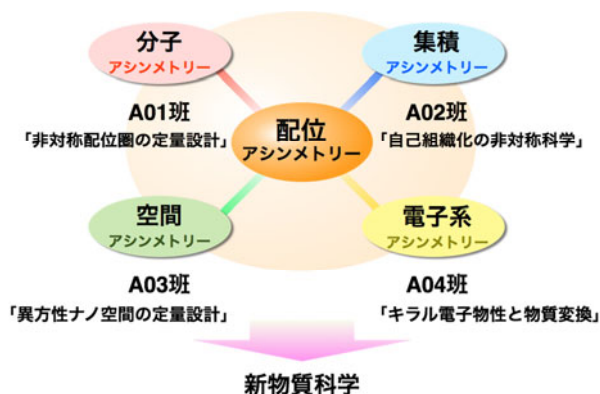 分子
アシンメトリー
集積
アシンメトリー
A01班
「非対称配位圏の定量設計」
配位
アシンメトリー
A02班
「自己組織化の非対称科学」
空間
アシンメトリー
電子系
アシンメトリー
A03班
「異方性ナノ空間の定量設計」
A04班
「キラル電子物性と物質変換」
新物質科学